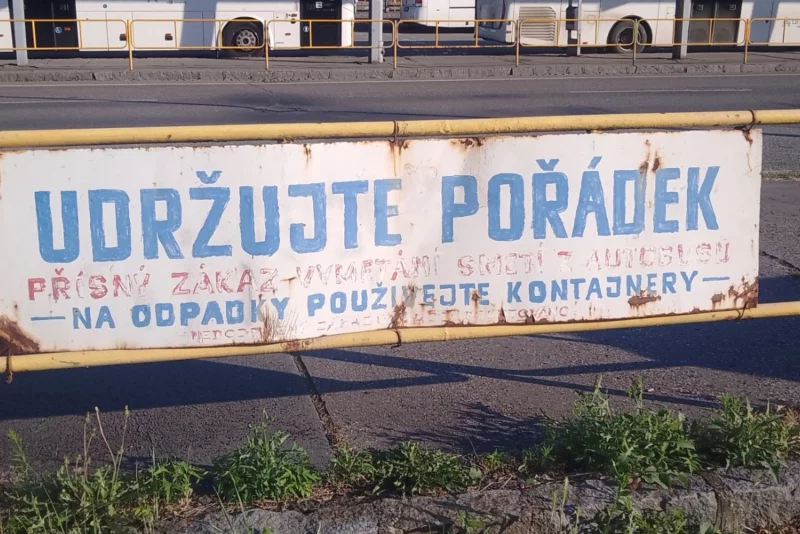 UDRŽUJTE POŘÁDEK
PŘÍSNÝ ZÁKAZ VYMETÁNÍ SMETÍ Z AUTOBUSŮ
—NA ODPADKY POUŽÍVEJTE KONTAJNERY—